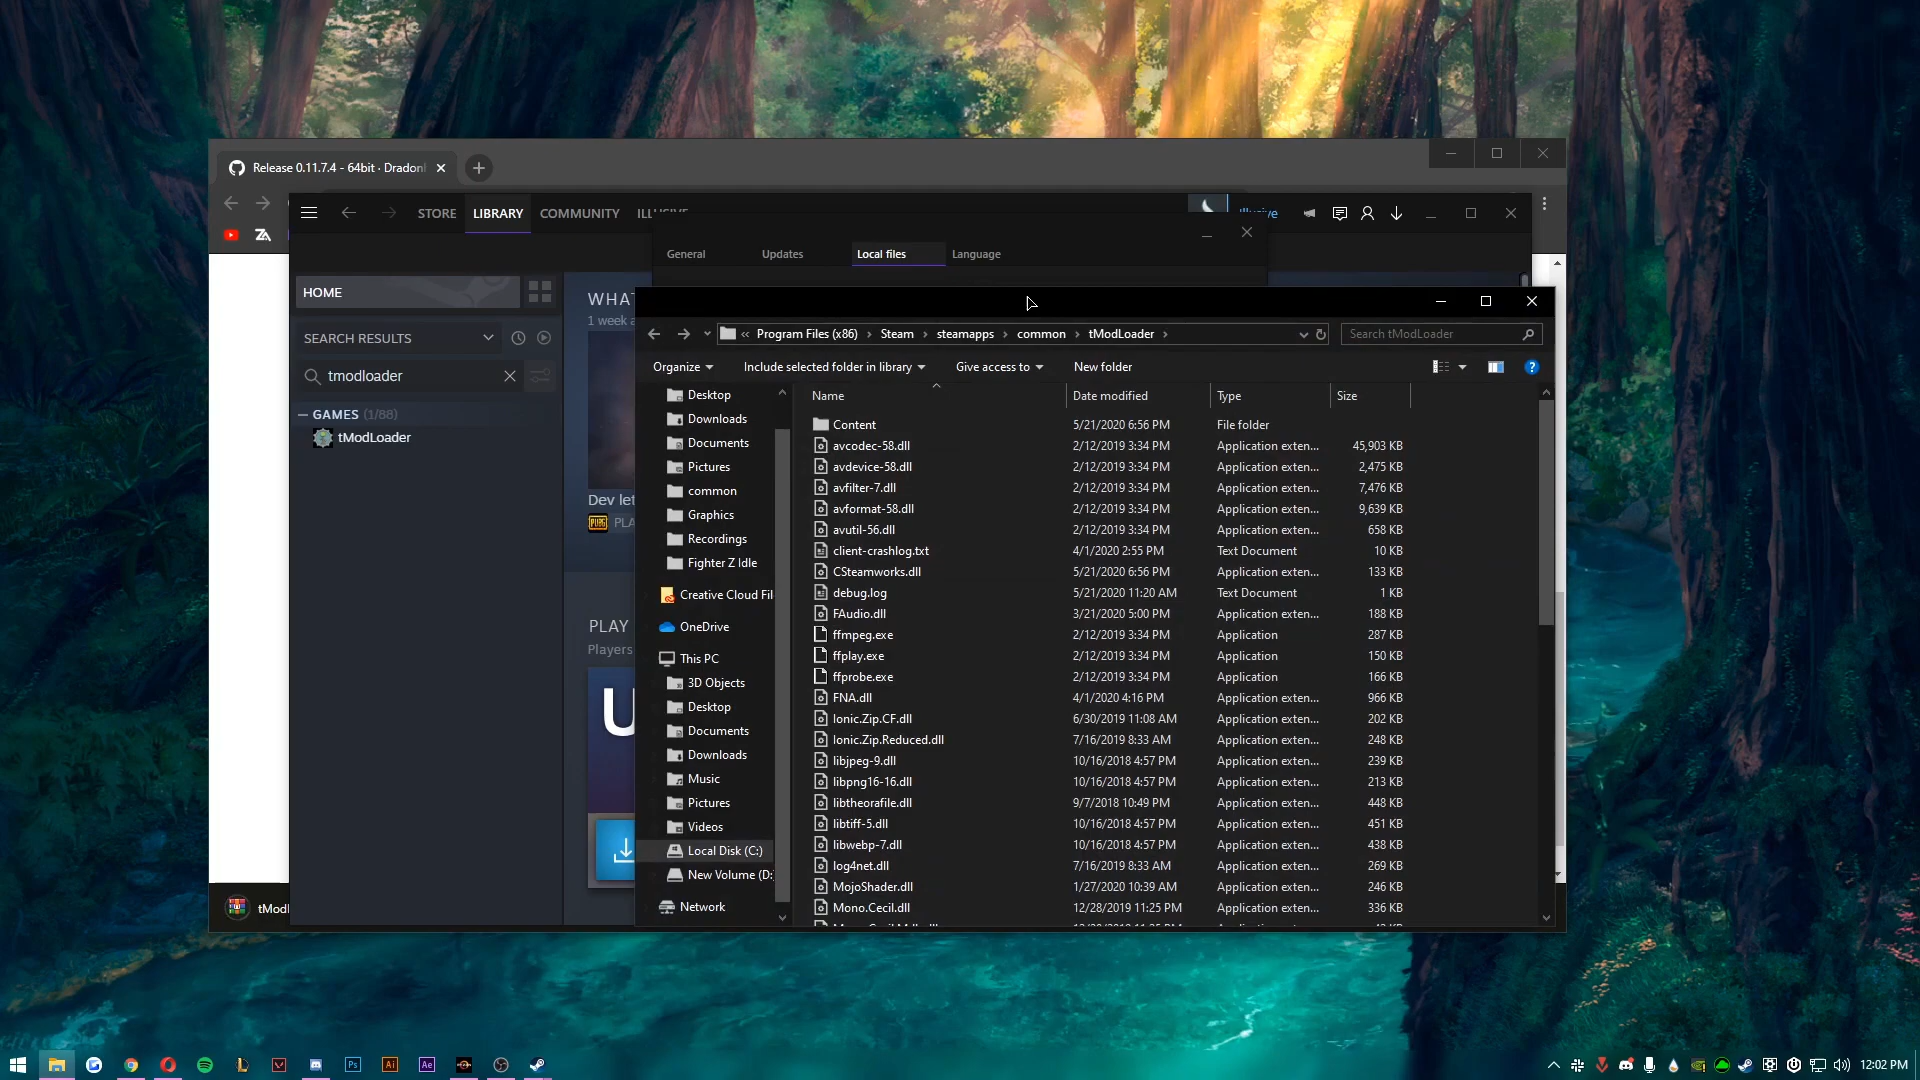 Release 0.11.7.4 - 64bit · Dradon
STORE
LIBRARY
COMMUNITY
General
Updates
Local files
Language
HOME
WHAT
1 week a
SEARCH RESULTS
tmodloader
GAMES (1/88)
tModLoader
Dev let
PUBG
PLA
PLAY
Players
U
tModl
Program Files (x86)
Steam
steamapps
common
tModLoader
Search tModLoader
Organize
Include selected folder in library
Give access to
New folder
Desktop
Downloads
Documents
Pictures
common
Graphics
Recordings
Fighter Z Idle
Creative Cloud Fil
OneDrive
This PC
3D Objects
Desktop
Documents
Downloads
Music
Pictures
Videos
Local Disk (C:)
New Volume (D:
Network
Name Date modified Type Size
Content 5/21/2020 6:56 PM File folder
avcodec-58.dll 2/12/2019 3:34 PM Application exten... 45,903 KB
avdevice-58.dll 2/12/2019 3:34 PM Application exten... 2,475 KB
avfilter-7.dll 2/12/2019 3:34 PM Application exten... 7,476 KB
avformat-58.dll 2/12/2019 3:34 PM Application exten... 9,639 KB
avutil-56.dll 2/12/2019 3:34 PM Application exten... 658 KB
client-crashlog.txt 4/1/2020 2:55 PM Text Document 10 KB
CSteamworks.dll 5/21/2020 6:56 PM Application exten... 133 KB
debug.log 5/21/2020 11:20 AM Text Document 1 KB
FAudio.dll 3/21/2020 5:00 PM Application exten... 188 KB
ffmpeg.exe 2/12/2019 3:34 PM Application 287 KB
ffplay.exe 2/12/2019 3:34 PM Application 150 KB
ffprobe.exe 2/12/2019 3:34 PM Application 166 KB
FNA.dll 4/1/2020 4:16 PM Application exten... 966 KB
Ionic.Zip.CF.dll 6/30/2019 11:08 AM Application exten... 202 KB
Ionic.Zip.Reduced.dll 7/16/2019 8:33 AM Application exten... 248 KB
libjpeg-9.dll 10/16/2018 4:57 PM Application exten... 239 KB
libpng16-16.dll 10/16/2018 4:57 PM Application exten... 213 KB
libtheorafile.dll 9/7/2018 10:49 PM Application exten... 448 KB
libtiff-5.dll 10/16/2018 4:57 PM Application exten... 451 KB
libwebp-7.dll 10/16/2018 4:57 PM Application exten... 438 KB
log4net.dll 7/16/2019 8:33 AM Application exten... 269 KB
MojoShader.dll 1/27/2020 10:39 AM Application exten... 246 KB
Mono.Cecil.dll 12/28/2019 11:25 PM Application exten... 336 KB
Ps
Ai
Ae
12:02 PM